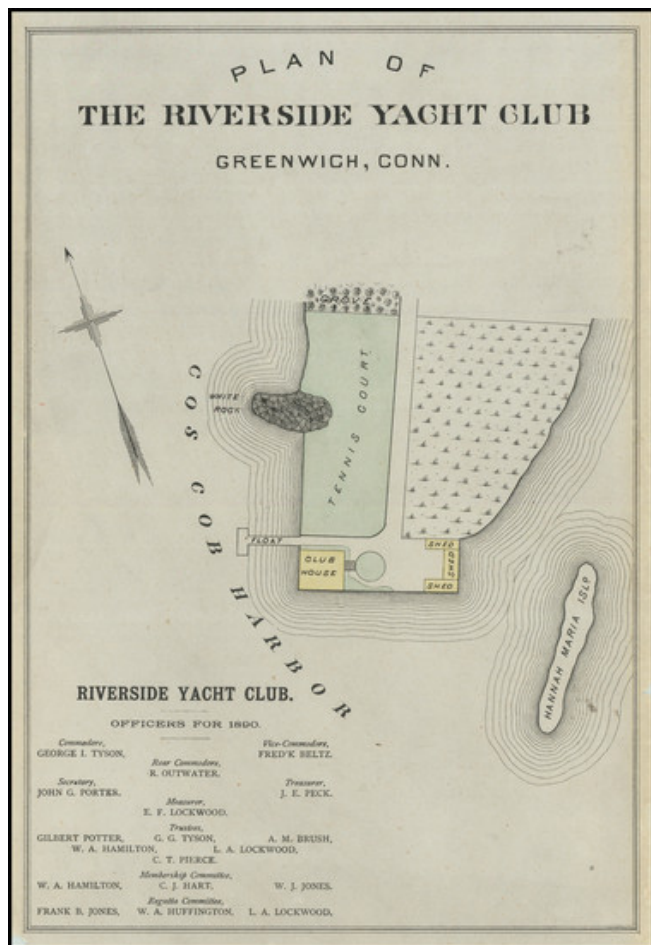 PLAN OF
THE RIVERSIDE YACHT CLUB
GREENWICH, CONN.
GROVE
WHITE
ROCK
TENNIS COURT
COS COB HARBOR
FLOAT
CLUB
HOUSE
SHED
SHED
SHED
HANNAH MARIA ISLD
RIVERSIDE YACHT CLUB.
OFFICERS FOR 1890.
Commodore, Vice-Commodore,
GEORGE I. TYSON, FRED'K BELTZ.
Rear Commodore,
R. OUTWATER.
Secretary, Treasurer,
JOHN G. PORTER. J. E. PECK.
Measurer,
E. F. LOCKWOOD.
Trustees,
GILBERT POTTER, G. G. TYSON, A. M. BRUSH,
W. A. HAMILTON, L. A. LOCKWOOD,
C. T. PIERCE.
Membership Committee,
W. A. HAMILTON, C. J. HART, W. J. JONES.
Regatta Committee,
FRANK B. JONES, W. A. HUFFINGTON, L. A. LOCKWOOD,